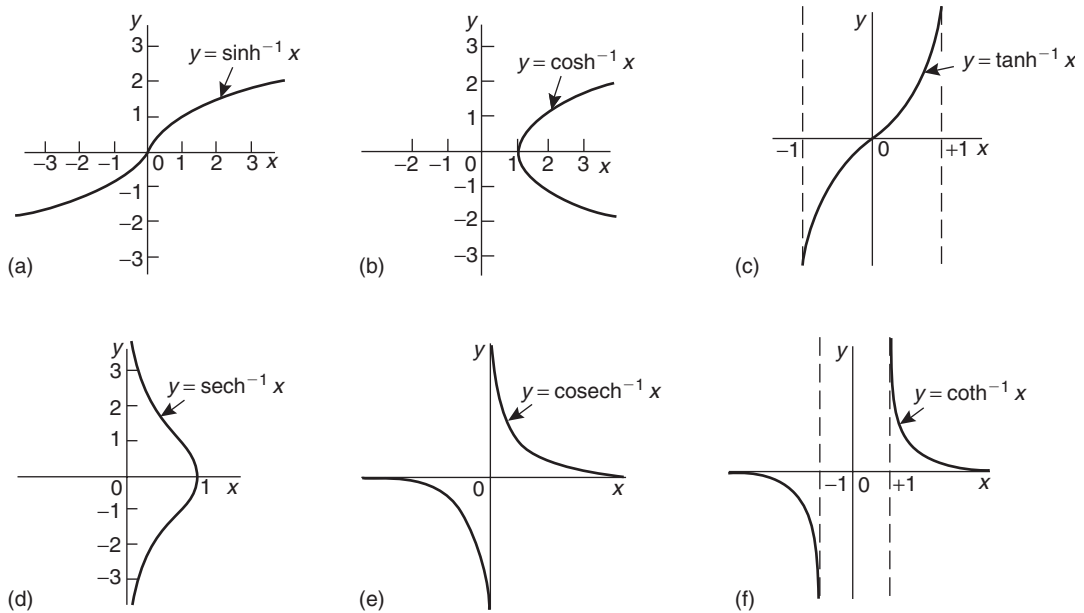 y
3
2
1
y = sinh⁻¹ x
−3 −2 −1 0 1 2 3 x
−1
−2
−3
(a)
y
3
2
1
y = cosh⁻¹ x
−2 −1 0 1 2 3 x
−1
−2
−3
(b)
y
y = tanh⁻¹ x
−1 0 +1 x
(c)
y
3
2
1
y = sech⁻¹ x
0 1 x
−1
−2
−3
(d)
y
y = cosech⁻¹ x
0 x
(e)
y
y = coth⁻¹ x
−1 0 +1 x
(f)